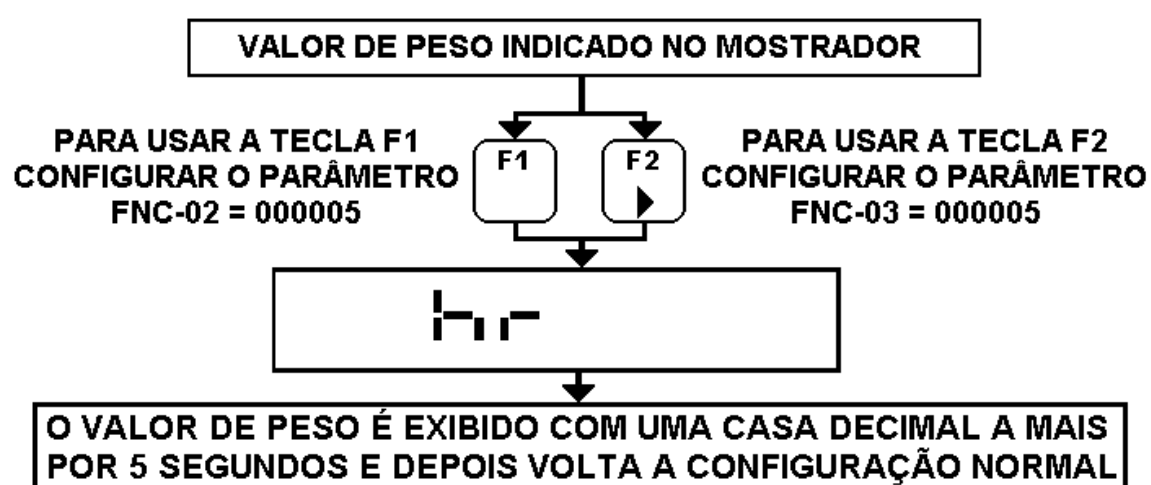 VALOR DE PESO INDICADO NO MOSTRADOR
PARA USAR A TECLA F1
CONFIGURAR O PARÂMETRO
FNC-02 = 000005
F1
F2
PARA USAR A TECLA F2
CONFIGURAR O PARÂMETRO
FNC-03 = 000005
hr
O VALOR DE PESO É EXIBIDO COM UMA CASA DECIMAL A MAIS
POR 5 SEGUNDOS E DEPOIS VOLTA A CONFIGURAÇÃO NORMAL